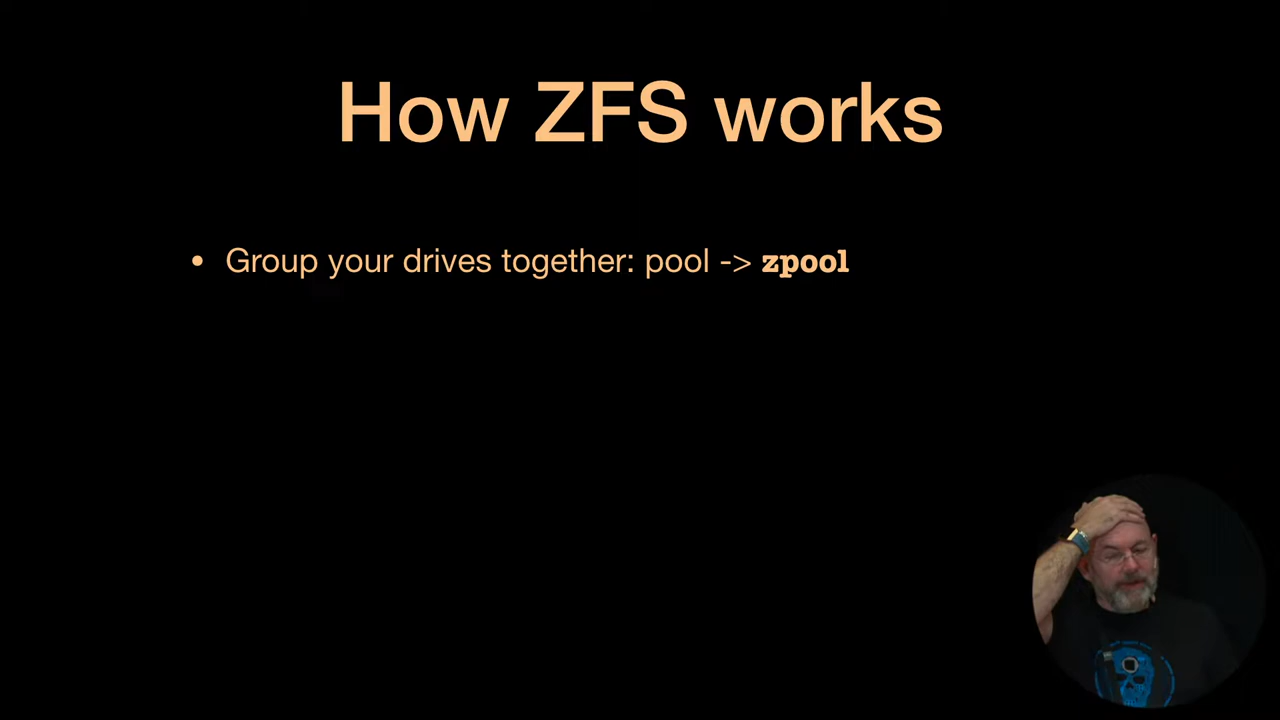 How ZFS works
• Group your drives together: pool -> zpool